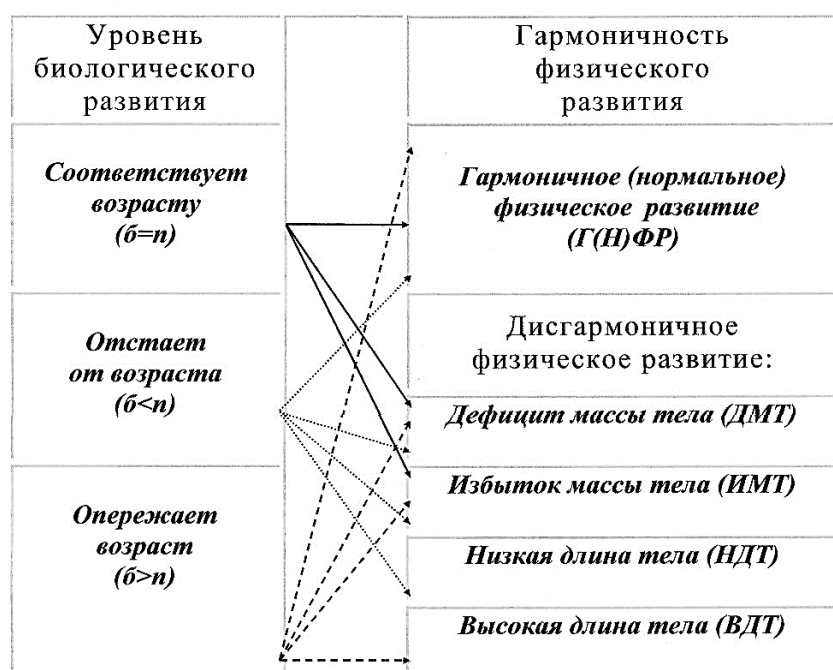 Уровень
биологического
развития
Гармоничность
физического
развития
Соответствует
возрасту
(б=п)
Гармоничное (нормальное)
физическое развитие
(Г(Н)ФР)
Отстает
от возраста
(б<п)
Дисгармоничное
физическое развитие:
Дефицит массы тела (ДМТ)
Избыток массы тела (ИМТ)
Опережает
возраст
(б>п)
Низкая длина тела (НДТ)
Высокая длина тела (ВДТ)